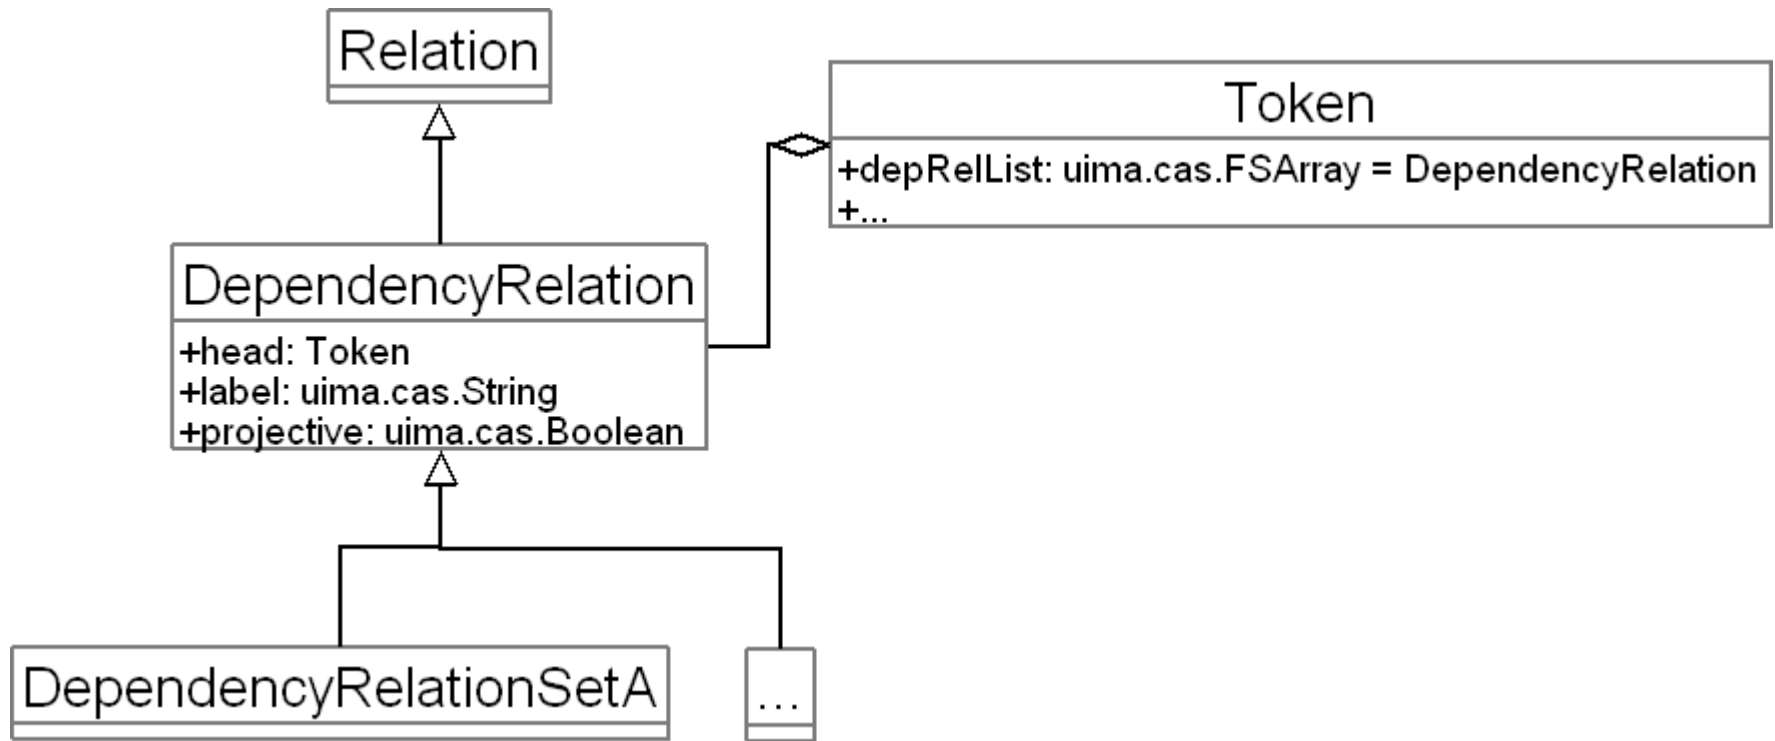 Relation
Token
+depRelList: uima.cas.FSArray = DependencyRelation
+...
DependencyRelation
+head: Token
+label: uima.cas.String
+projective: uima.cas.Boolean
DependencyRelationSetA
...